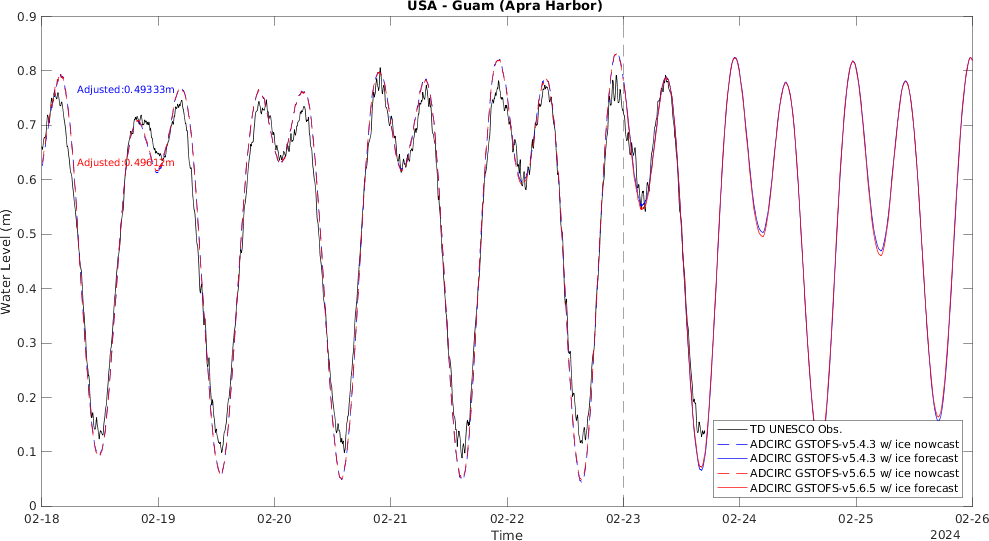 USA - Guam (Apra Harbor)
0.9
0.8
0.7
0.6
0.5
0.4
0.3
0.2
0.1
0
Water Level (m)
Adjusted:0.49333m
Adjusted:0.49612m
TD UNESCO Obs.
ADCIRC GSTOFS-v5.4.3 w/ ice nowcast
ADCIRC GSTOFS-v5.4.3 w/ ice forecast
ADCIRC GSTOFS-v5.6.5 w/ ice nowcast
ADCIRC GSTOFS-v5.6.5 w/ ice forecast
02-18 02-19 02-20 02-21 02-22 02-23 02-24 02-25 02-26
Time
2024